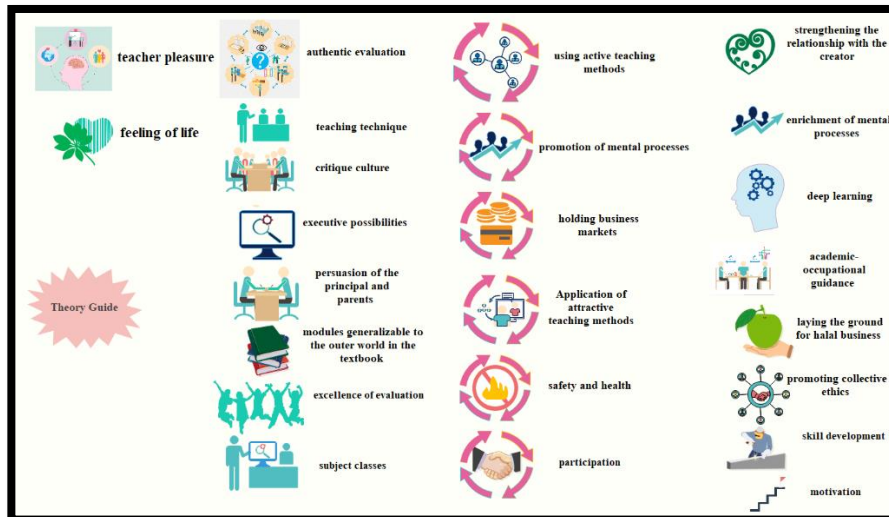 teacher pleasure
feeling of life
Theory Guide
authentic evaluation
teaching technique
critique culture
executive possibilities
persuasion of the
principal and
parents
modules generalizable to
the outer world in the
textbook
excellence of evaluation
subject classes
using active teaching
methods
promotion of mental processes
holding business
markets
Application of
attractive
teaching methods
safety and health
participation
strengthening the
relationship with the
creator
enrichment of mental
processes
deep learning
academic-
occupational
guidance
laying the ground
for halal business
promoting collective
ethics
skill development
motivation